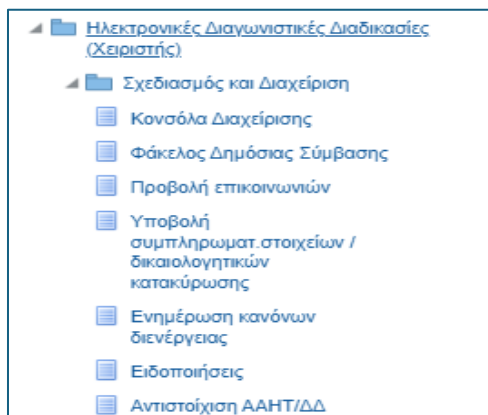 Ηλεκτρονικές Διαγωνιστικές Διαδικασίες
(Χειριστής)
Σχεδιασμός και Διαχείριση
Κονσόλα Διαχείρισης
Φάκελος Δημόσιας Σύμβασης
Προβολή επικοινωνιών
Υποβολή
συμπληρωματ.στοιχείων /
δικαιολογητικών
κατακύρωσης
Ενημέρωση κανόνων
διενέργειας
Ειδοποιήσεις
Αντιστοίχιση ΑΑΗΤ/ΔΔ